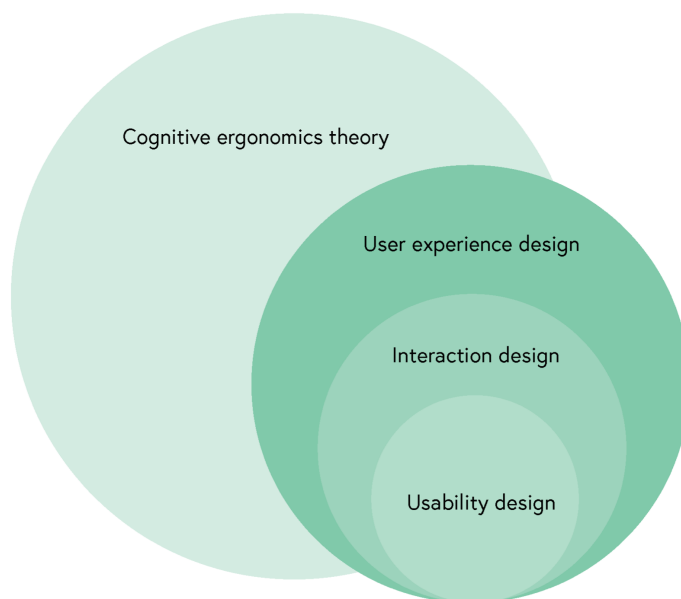 Cognitive ergonomics theory
User experience design
Interaction design
Usability design